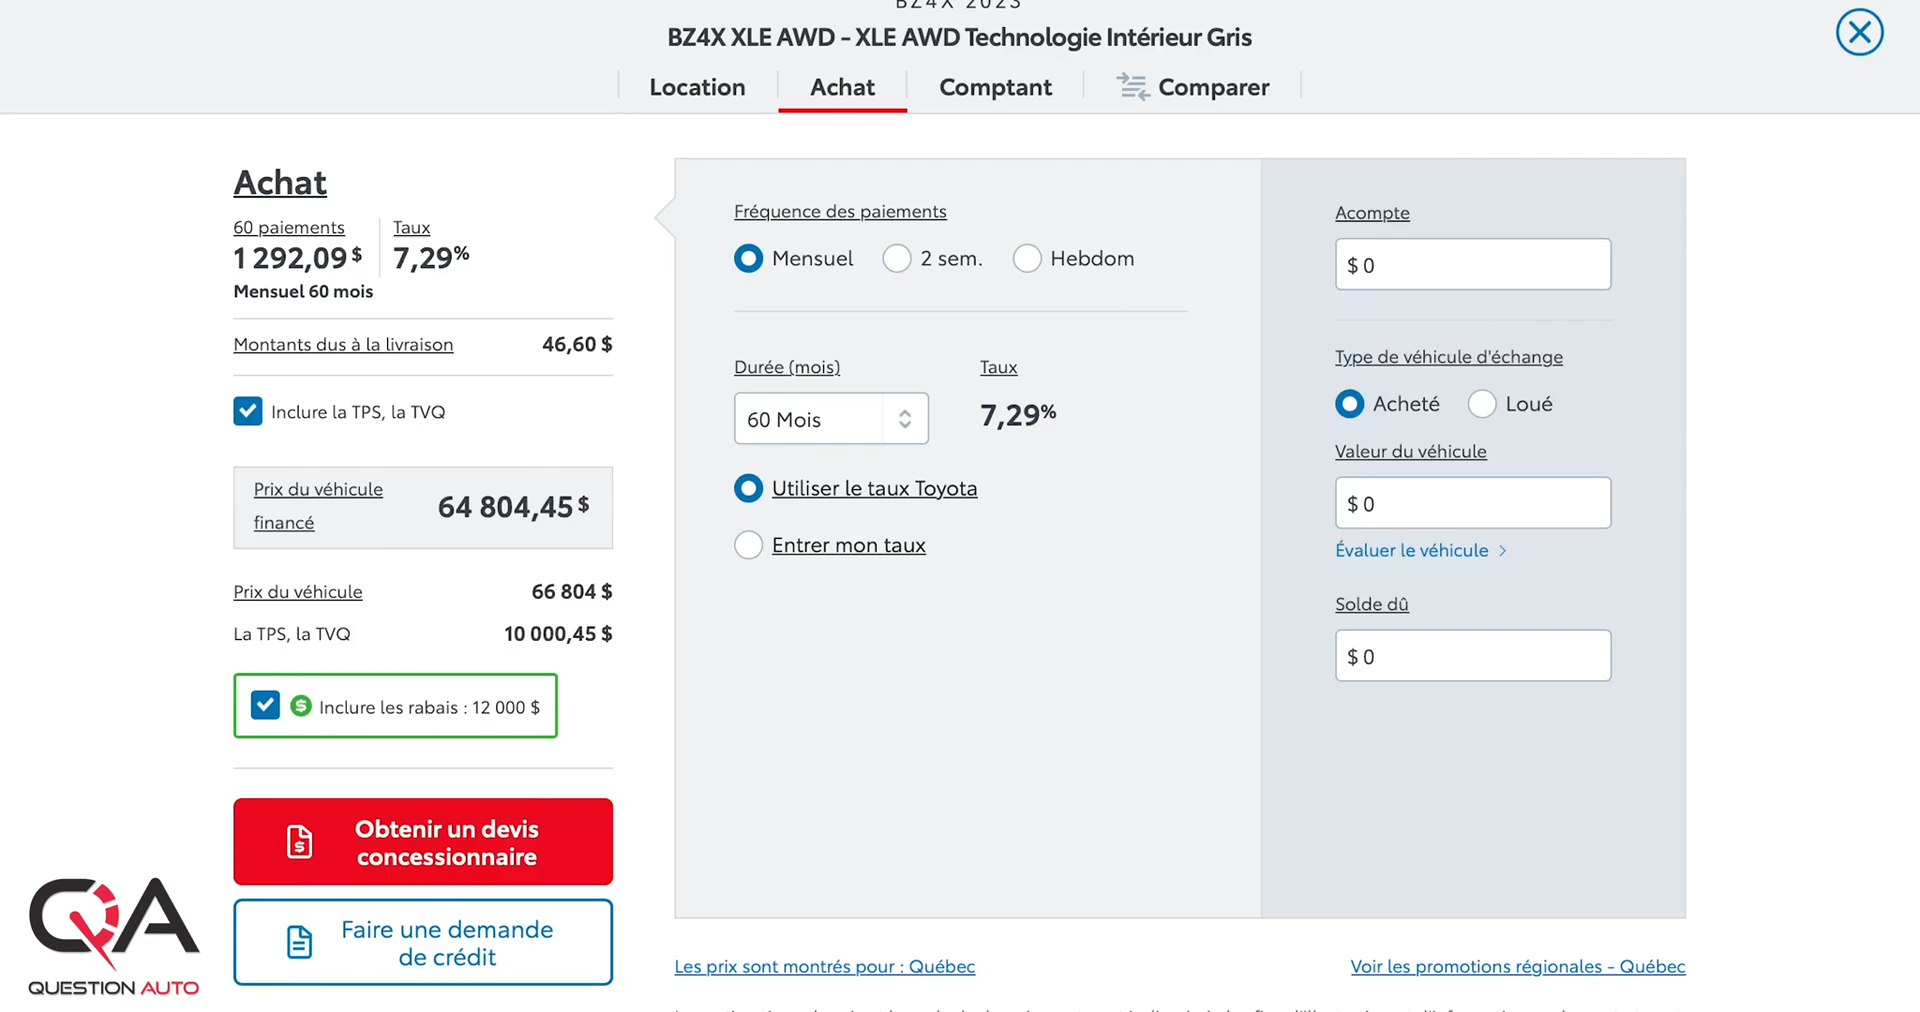 BZ4X 2023
BZ4X XLE AWD - XLE AWD Technologie Intérieur Gris
Location
Achat
Comptant
Comparer
Achat
60 paiements
Taux
1 292,09 $
7,29%
Mensuel 60 mois
Montants dus à la livraison
46,60 $
Inclure la TPS, la TVQ
Prix du véhicule
financé
64 804,45 $
Prix du véhicule
66 804 $
La TPS, la TVQ
10 000,45 $
$ Inclure les rabais : 12 000 $
Obtenir un devis
concessionnaire
Faire une demande
de crédit
Fréquence des paiements
Mensuel
2 sem.
Hebdom
Durée (mois)
Taux
60 Mois
7,29%
Utiliser le taux Toyota
Entrer mon taux
Acompte
$ 0
Type de véhicule d'échange
Acheté
Loué
Valeur du véhicule
$ 0
Évaluer le véhicule >
Solde dû
$ 0
Les prix sont montrés pour : Québec
Voir les promotions régionales - Québec
QA
QUESTION AUTO